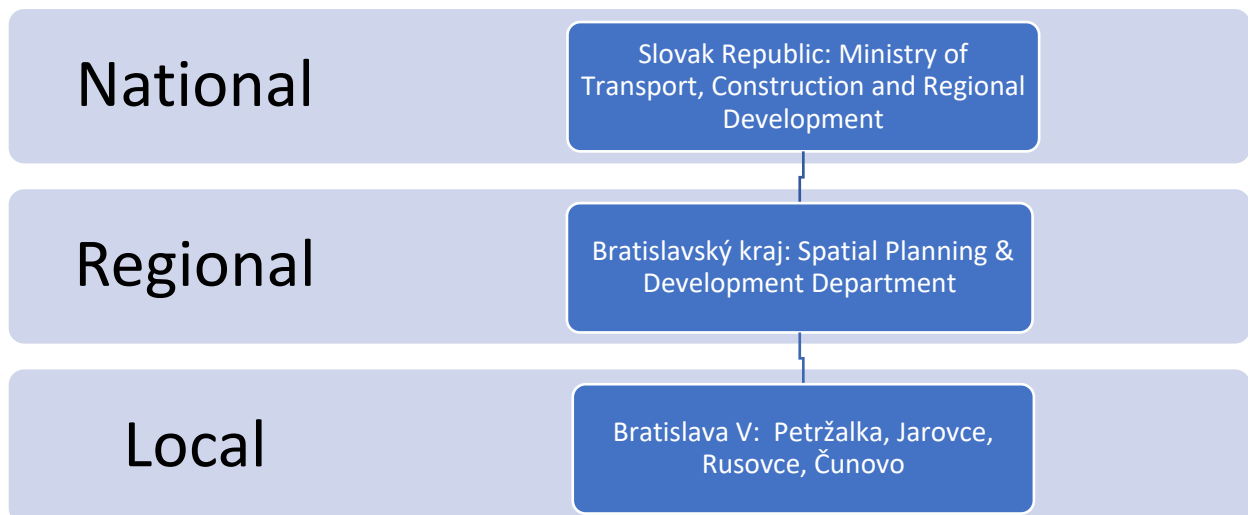 National
Slovak Republic: Ministry of
Transport, Construction and Regional
Development
Regional
Bratislavský kraj: Spatial Planning &
Development Department
Local
Bratislava V:  Petržalka, Jarovce,
Rusovce, Čunovo